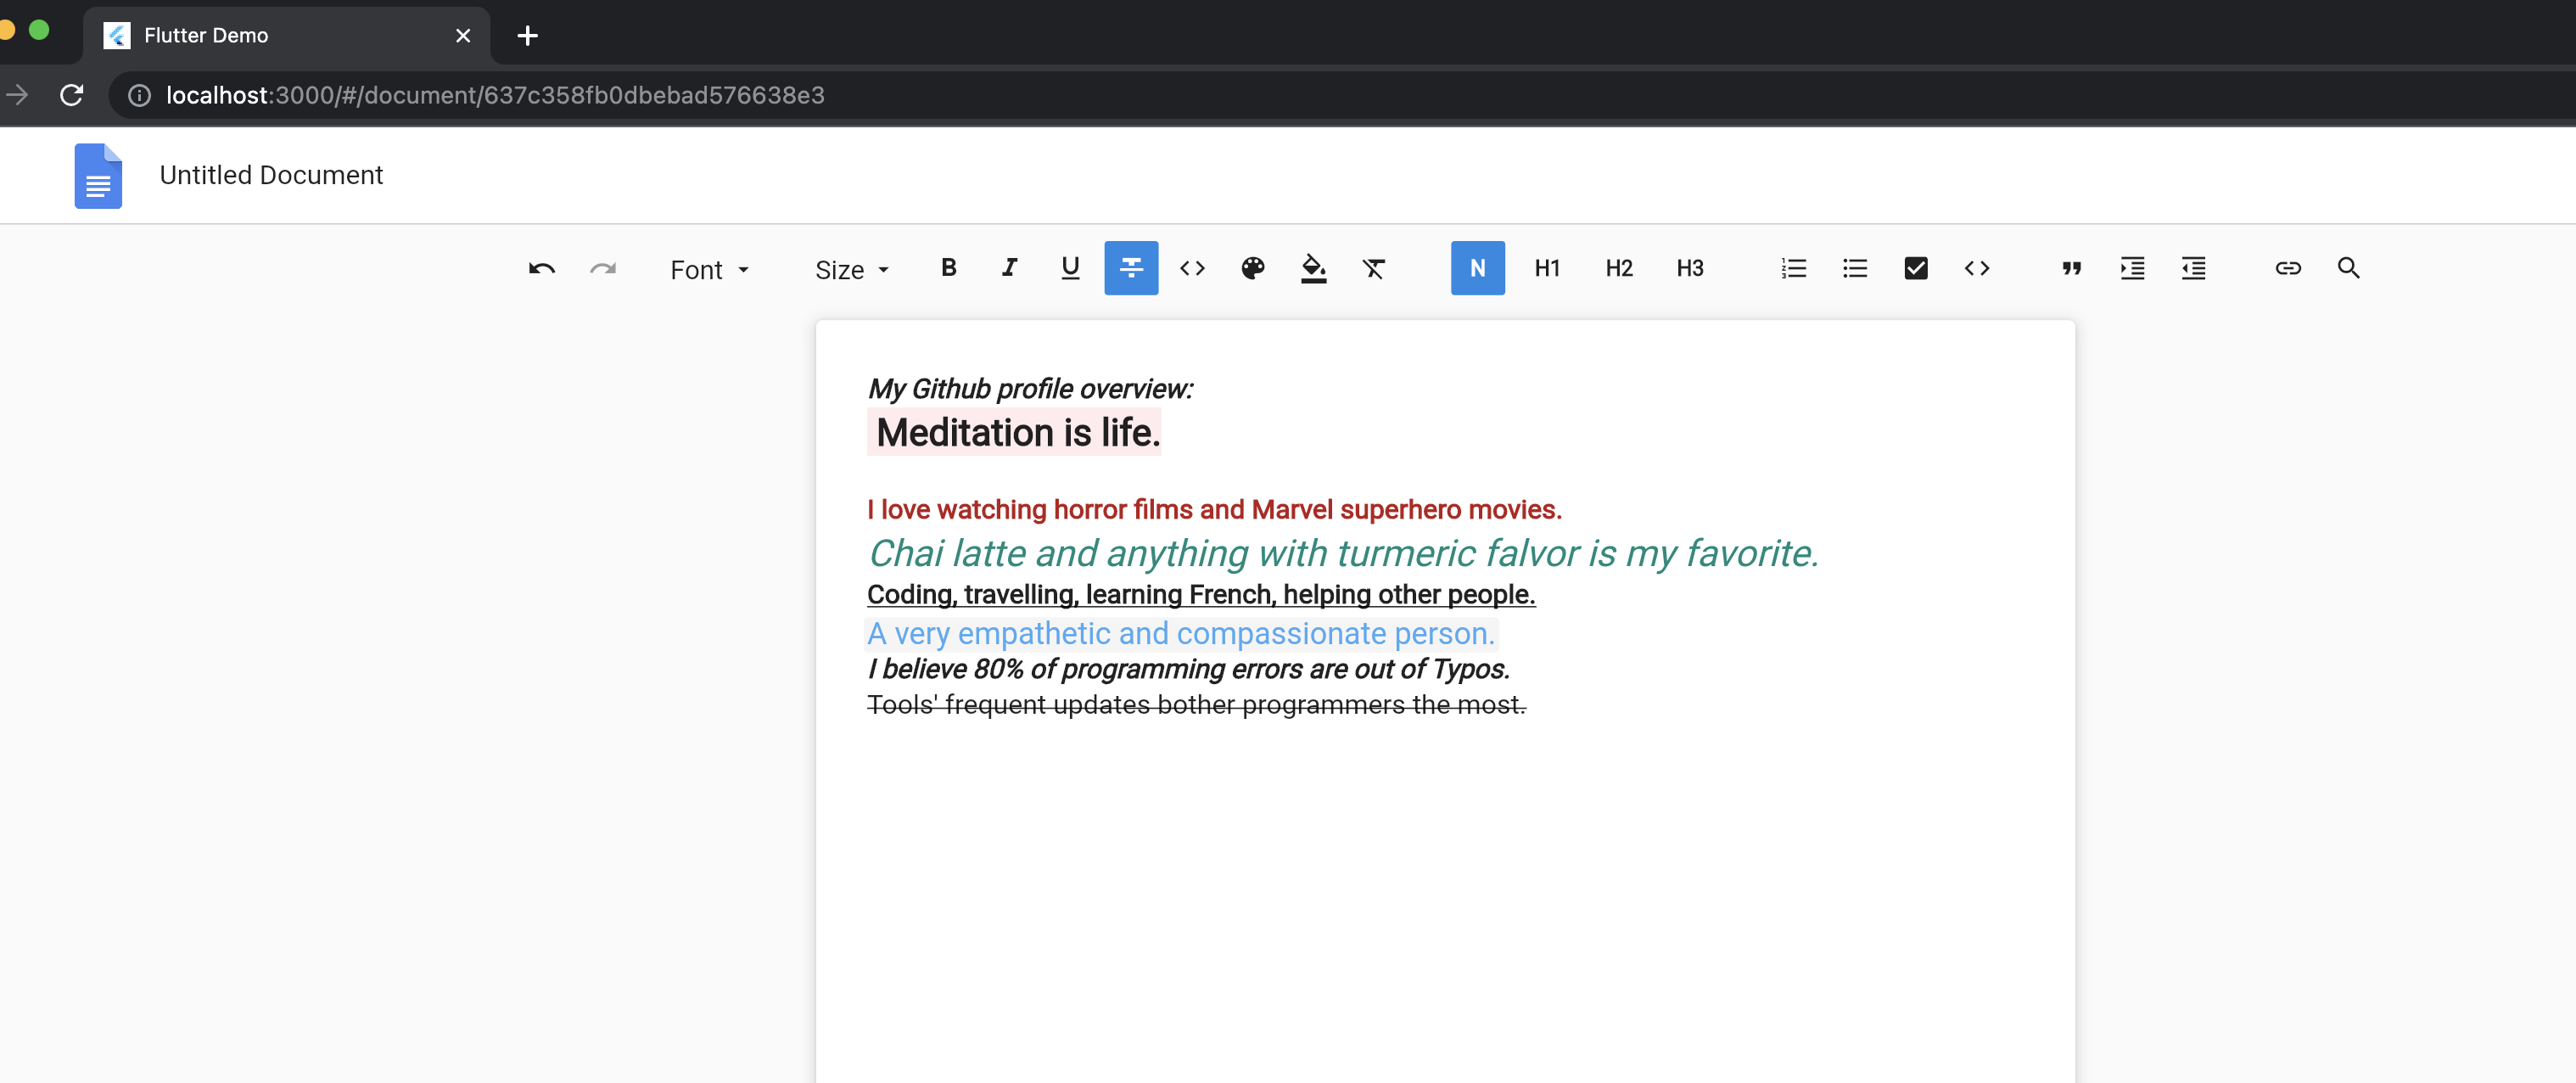 Flutter Demo
localhost:3000/#/document/637c358fb0dbebad576638e3
Untitled Document
Font Size B I U N H1 H2 H3
My Github profile overview:
Meditation is life.
I love watching horror films and Marvel superhero movies.
Chai latte and anything with turmeric falvor is my favorite.
Coding, travelling, learning French, helping other people.
A very empathetic and compassionate person.
I believe 80% of programming errors are out of Typos.
Tools' frequent updates bother programmers the most.